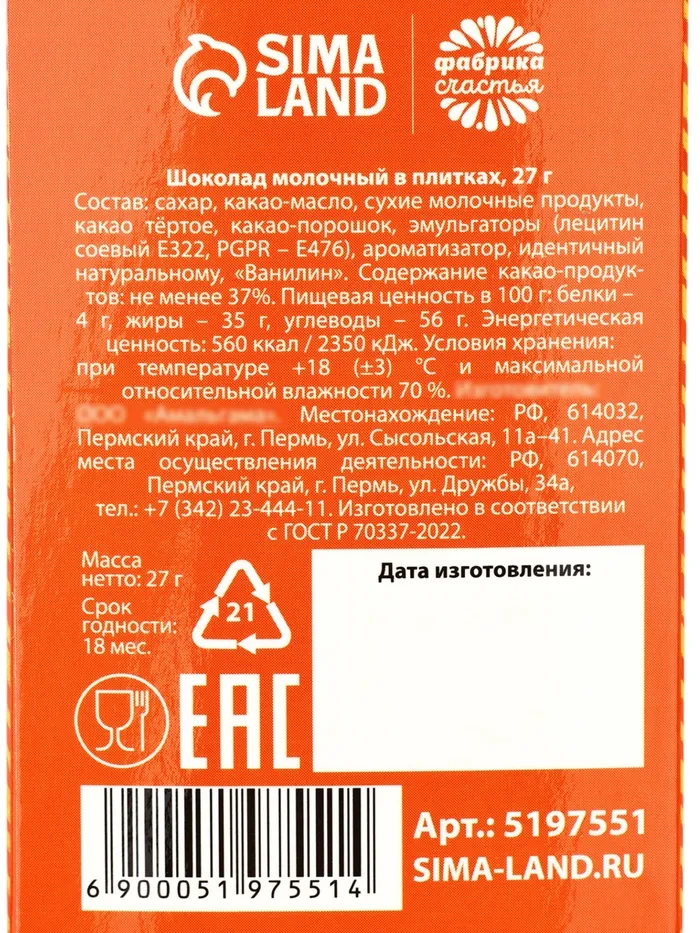 SIMA
LAND
фабрика
счастья
Шоколад молочный в плитках, 27 г
Состав: сахар, какао-масло, сухие молочные продукты,
какао тёртое, какао-порошок, эмульгаторы (лецитин
соевый Е322, PGPR – Е476), ароматизатор, идентичный
натуральному, «Ванилин». Содержание какао-продук-
тов: не менее 37%. Пищевая ценность в 100 г: белки –
4 г, жиры – 35 г, углеводы – 56 г. Энергетическая
ценность: 560 ккал / 2350 кДж. Условия хранения:
при температуре +18 (±3) °С и максимальной
относительной влажности 70 %.
Местонахождение: РФ, 614032,
Пермский край, г. Пермь, ул. Сысольская, 11а–41. Адрес
места осуществления деятельности: РФ, 614070,
Пермский край, г. Пермь, ул. Дружбы, 34а,
тел.: +7 (342) 23-444-11. Изготовлено в соответствии
с ГОСТ Р 70337-2022.
Масса
нетто: 27 г
Срок
годности:
18 мес.
21
Дата изготовления:
EAC
6 900051 975514
Арт.: 5197551
SIMA-LAND.RU